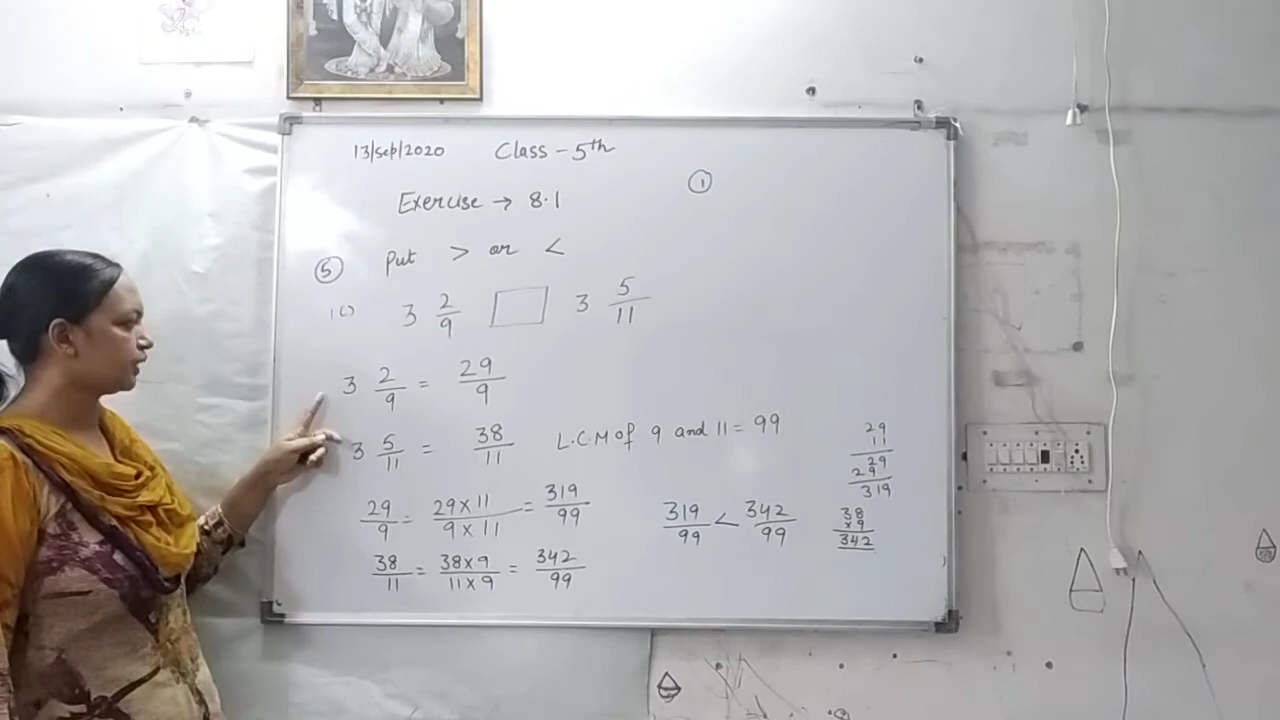 13/Sep/2020 Class - 5th
①
Exercise → 8.1
⑤ Put > or <
(c) 3 2/9 □ 3 5/11
3 2/9 = 29/9
3 5/11 = 38/11 L.C.M of 9 and 11 = 99
29/9 = 29×11/9×11 = 319/99
38/11 = 38×9/11×9 = 342/99
319/99 < 342/99
29
11
29
29
319
38
×9
342